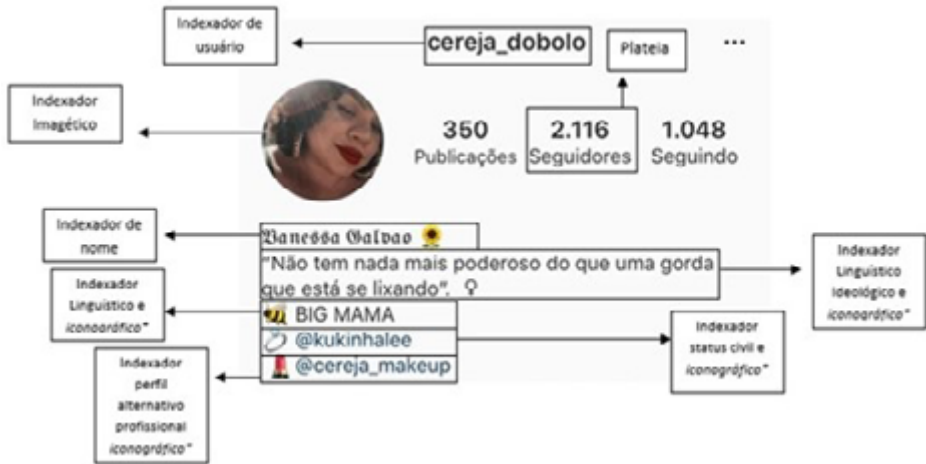 Indexador de
usuário
cereja_dobolo
Plateia
...
Indexador
Imagético
350
Publicações
2.116
Seguidores
1.048
Seguindo
Indexador de
nome
Vanessa Galvao
"Não tem nada mais poderoso do que uma gorda
que está se lixando". ♀
Indexador
Linguístico
Ideológico e
iconográfico"
Indexador
Linguístico e
iconográfico"
BIG MAMA
@kukinhalee
@cereja_makeup
Indexador
status civil e
iconográfico"
Indexador
perfil
alternativo
profissional
iconográfico"